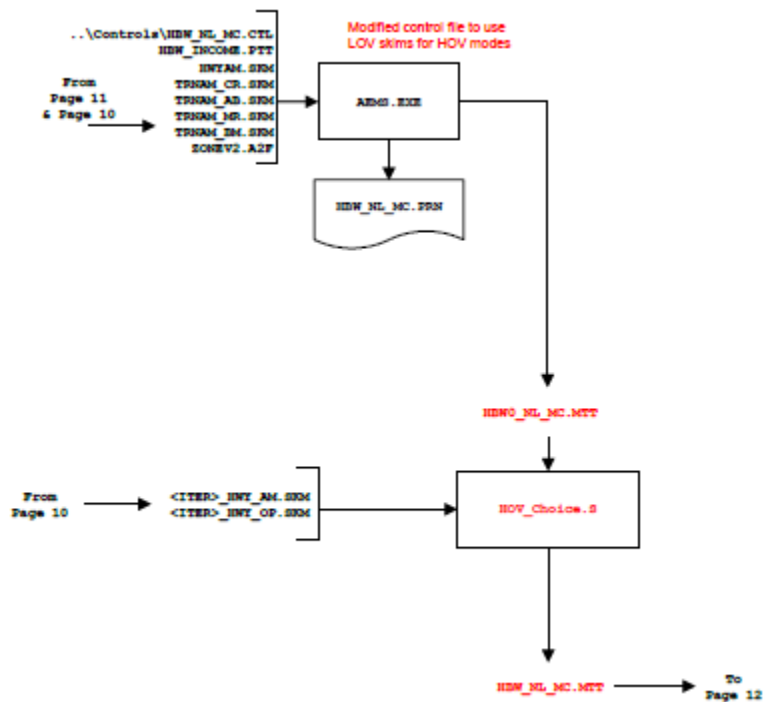 ..\Controls\HBW_NL_MC.CTL
HBW_INCOME.PTT
HWYAM.SKM
TRNAM_CR.SKM
TRNAM_AB.SKM
TRNAM_MR.SKM
TRNAM_BM.SKM
ZONEV2.A2F
From
Page 11
& Page 10
Modified control file to use
LOV skims for HOV modes
AEMS.EXE
HBW_NL_MC.PRN
HBW0_NL_MC.MTT
From
Page 10
<ITER>_HWY_AM.SKM
<ITER>_HWY_OP.SKM
HOV_Choice.S
HBW_NL_MC.MTT
To
Page 12